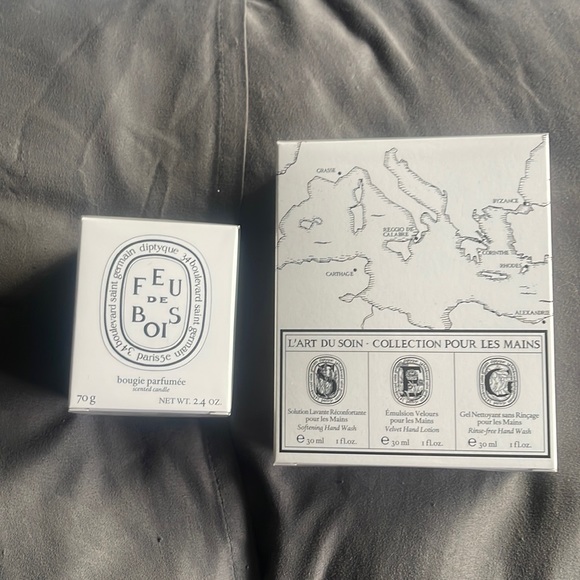 34 boulevard saint germain diptyque 34 boulevard saint germain paris5e
FEU
DE
BOIS
bougie parfumée
scented candle
70 g NET WT. 2.4 OZ.
GRASSE
BYZANCE
REGGIO DE
CALABRE
CORINTHE
RHODES
CARTHAGE
ALEXANDRIE
L'ART DU SOIN · COLLECTION POUR LES MAINS
S E G
Solution Lavante Réconfortante
pour les Mains
Softening Hand Wash
e 30 ml 1 fl.oz.
Émulsion Velours
pour les Mains
Velvet Hand Lotion
e 30 ml 1 fl.oz.
Gel Nettoyant sans Rinçage
pour les Mains
Rinse-free Hand Wash
e 30 ml 1 fl.oz.